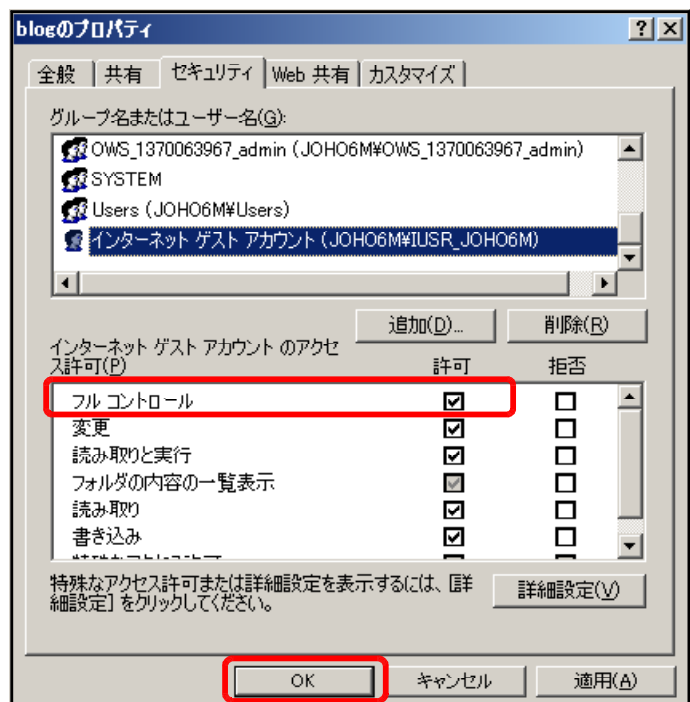 blogのプロパティ
全般 共有 セキュリティ Web 共有 カスタマイズ
グループ名またはユーザー名(G):
OWS_1370063967_admin (JOHO6M¥OWS_1370063967_admin)
SYSTEM
Users (JOHO6M¥Users)
インターネット ゲスト アカウント (JOHO6M¥IUSR_JOHO6M)
追加(D)... 削除(R)
インターネット ゲスト アカウント のアクセ
ス許可(P) 許可 拒否
フル コントロール
変更
読み取りと実行
フォルダの内容の一覧表示
読み取り
書き込み
特殊なアクセス許可または詳細設定を表示するには、[詳
細設定] をクリックしてください。
詳細設定(V)
OK キャンセル 適用(A)